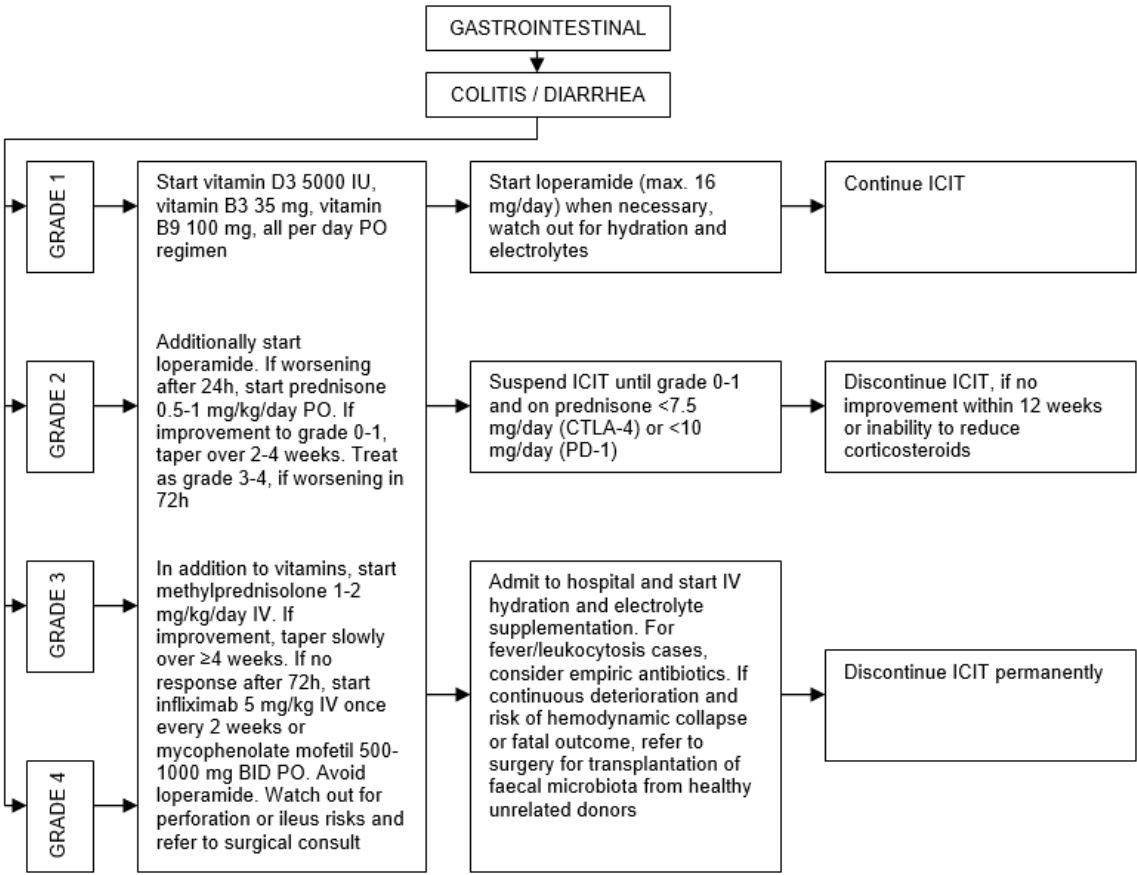 GASTROINTESTINAL
COLITIS / DIARRHEA
GRADE 1
Start vitamin D3 5000 IU,
vitamin B3 35 mg, vitamin
B9 100 mg, all per day PO
regimen
Start loperamide (max. 16
mg/day) when necessary,
watch out for hydration and
electrolytes
Continue ICIT
GRADE 2
Additionally start
loperamide. If worsening
after 24h, start prednisone
0.5-1 mg/kg/day PO. If
improvement to grade 0-1,
taper over 2-4 weeks. Treat
as grade 3-4, if worsening in
72h
Suspend ICIT until grade 0-1
and on prednisone <7.5
mg/day (CTLA-4) or <10
mg/day (PD-1)
Discontinue ICIT, if no
improvement within 12 weeks
or inability to reduce
corticosteroids
GRADE 3
GRADE 4
In addition to vitamins, start
methylprednisolone 1-2
mg/kg/day IV. If
improvement, taper slowly
over ≥4 weeks. If no
response after 72h, start
infliximab 5 mg/kg IV once
every 2 weeks or
mycophenolate mofetil 500-
1000 mg BID PO. Avoid
loperamide. Watch out for
perforation or ileus risks and
refer to surgical consult
Admit to hospital and start IV
hydration and electrolyte
supplementation. For
fever/leukocytosis cases,
consider empiric antibiotics. If
continuous deterioration and
risk of hemodynamic collapse
or fatal outcome, refer to
surgery for transplantation of
faecal microbiota from healthy
unrelated donors
Discontinue ICIT permanently